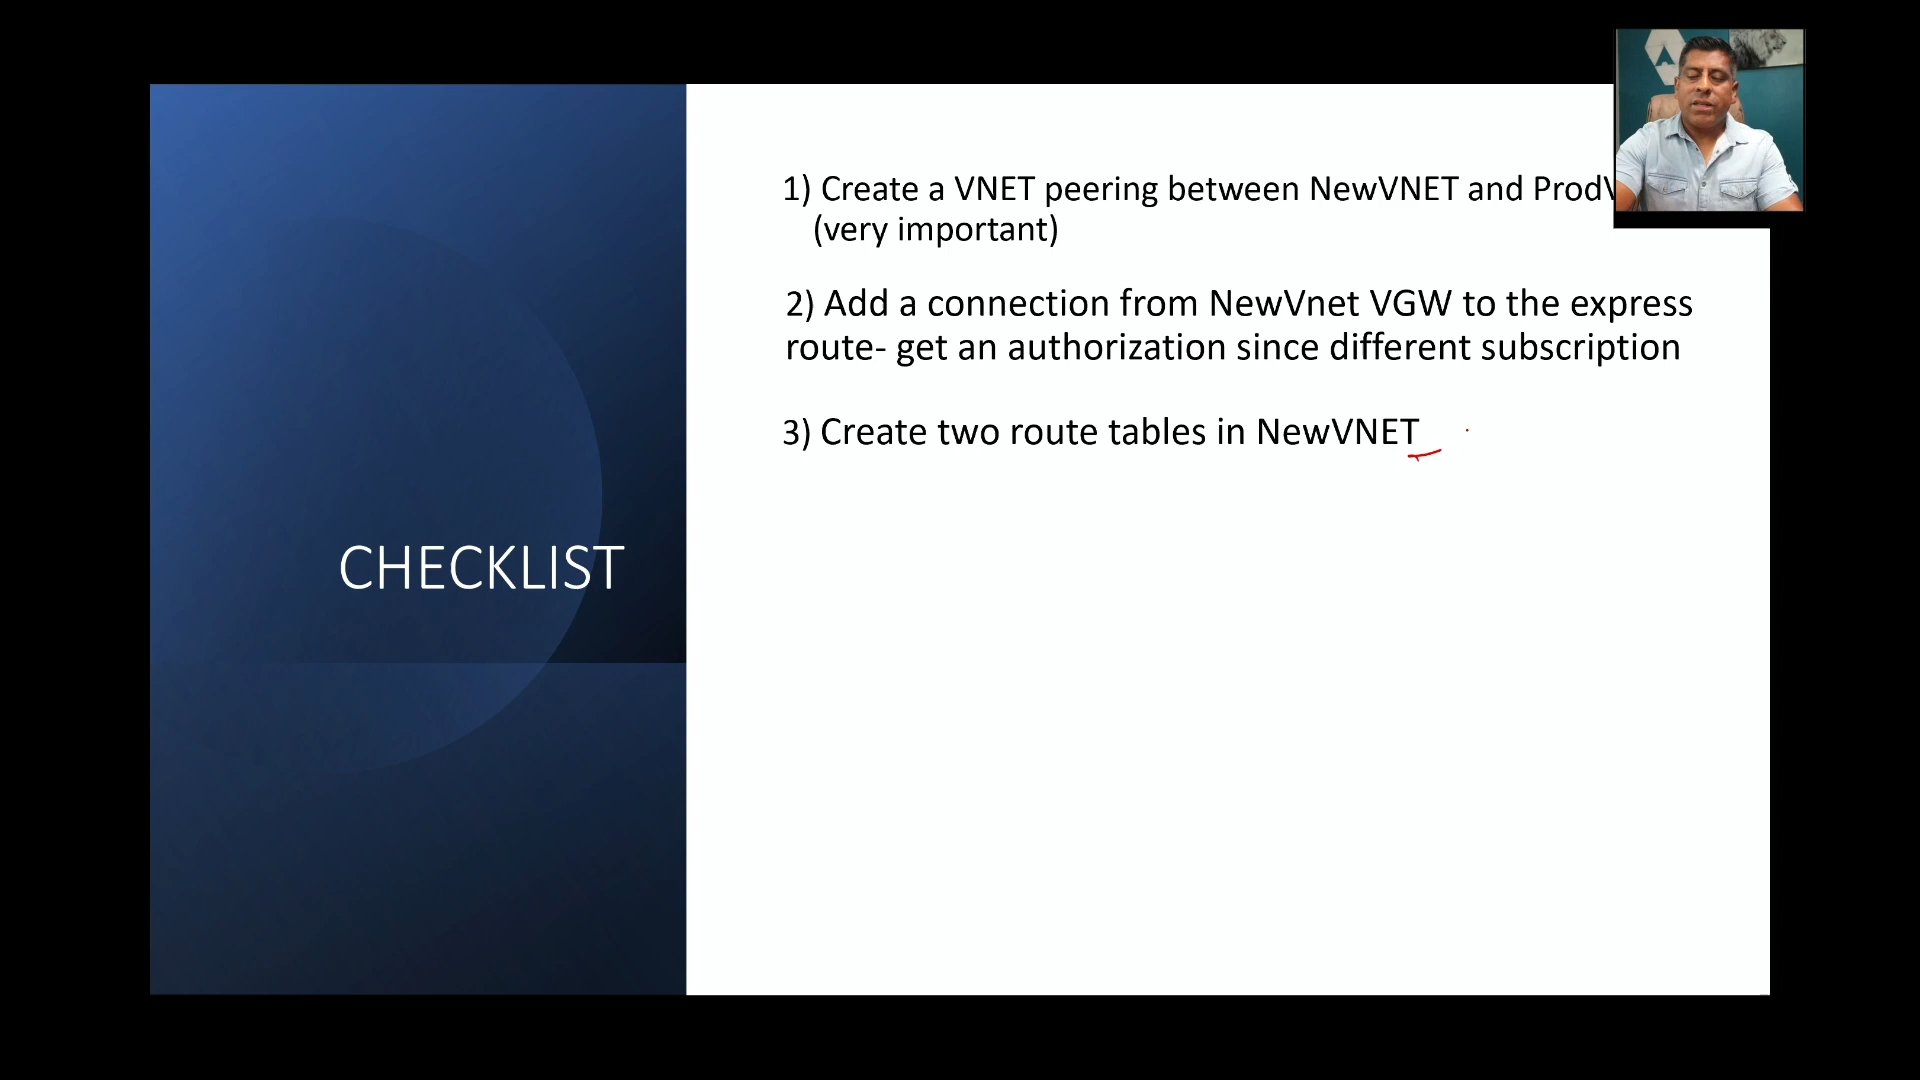 1) Create a VNET peering between NewVNET and
(very important)
2) Add a connection from NewVnet VGW to the express
route- get an authorization since different subscription
3) Create two route tables in NewVNET
CHECKLIST